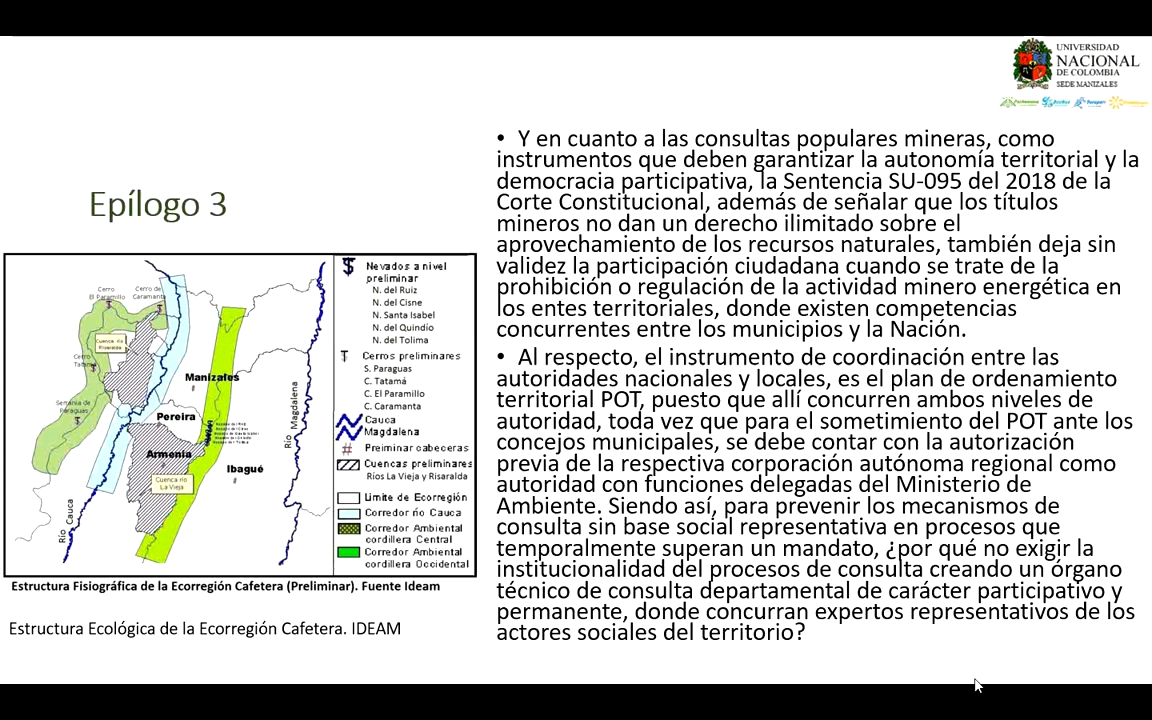 UNIVERSIDAD
NACIONAL
DE COLOMBIA
SEDE MANIZALES
Epílogo 3
• Y en cuanto a las consultas populares mineras, como
instrumentos que deben garantizar la autonomía territorial y la
democracia participativa, la Sentencia SU-095 del 2018 de la
Corte Constitucional, además de señalar que los títulos
mineros no dan un derecho ilimitado sobre el
aprovechamiento de los recursos naturales, también deja sin
validez la participación ciudadana cuando se trate de la
prohibición o regulación de la actividad minero energética en
los entes territoriales, donde existen competencias
concurrentes entre los municipios y la Nación.
• Al respecto, el instrumento de coordinación entre las
autoridades nacionales y locales, es el plan de ordenamiento
territorial POT, puesto que allí concurren ambos niveles de
autoridad, toda vez que para el sometimiento del POT ante los
concejos municipales, se debe contar con la autorización
previa de la respectiva corporación autónoma regional como
autoridad con funciones delegadas del Ministerio de
Ambiente. Siendo así, para prevenir los mecanismos de
consulta sin base social representativa en procesos que
temporalmente superan un mandato, ¿por qué no exigir la
institucionalidad del procesos de consulta creando un órgano
técnico de consulta departamental de carácter participativo y
permanente, donde concurran expertos representativos de los
actores sociales del territorio?
Cerro
El Paramillo
Cerro de
Caramanta
Cuenca río
Risaralda
Cerro
Tatamá
Serranía de
Paraguas
Manizales
Pereira
Armenia
Ibagué
Cuenca río
La Vieja
Río Cauca
Río Magdalena
Nevados a nivel
preliminar
N. del Ruiz
N. del Cisne
N. Santa Isabel
N. del Quindío
N. del Tolima
Cerros preliminares
S. Paraguas
C. Tatamá
C. El Paramillo
C. Caramanta
Cauca
Magdalena
Preiminar cabeceras
Cuencas preliminares
Ríos La Vieja y Risaralda
Límite de Ecorregión
Corredor río Cauca
Corredor Ambiental
cordillera Central
Corredor Ambiental
cordillera Occidental
Estructura Fisiográfica de la Ecorregión Cafetera (Preliminar). Fuente Ideam
Estructura Ecológica de la Ecorregión Cafetera. IDEAM